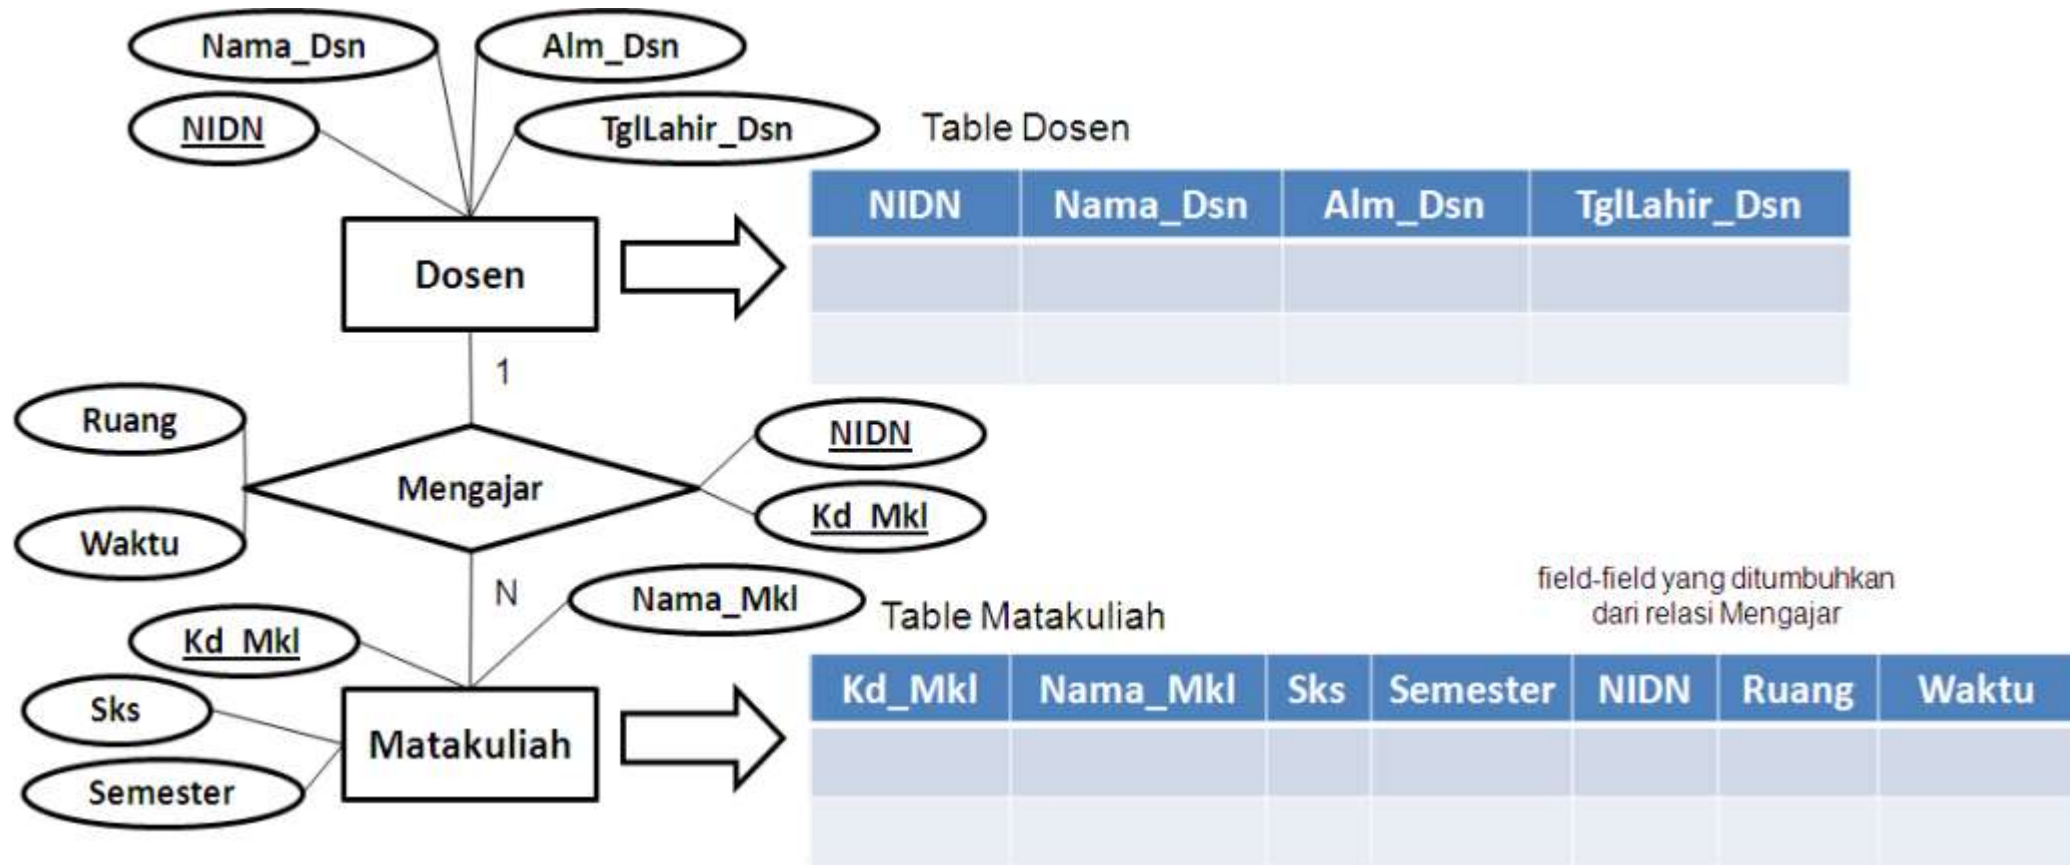 Nama_Dsn
Alm_Dsn
NIDN
TglLahir_Dsn
Table Dosen
NIDN Nama_Dsn Alm_Dsn TglLahir_Dsn
Dosen
1
Ruang
NIDN
Mengajar
Kd_Mkl
Waktu
N
Nama_Mkl
Kd_Mkl
Sks
Semester
Matakuliah
Table Matakuliah
field-field yang ditumbuhkan
dari relasi Mengajar
Kd_Mkl Nama_Mkl Sks Semester NIDN Ruang Waktu